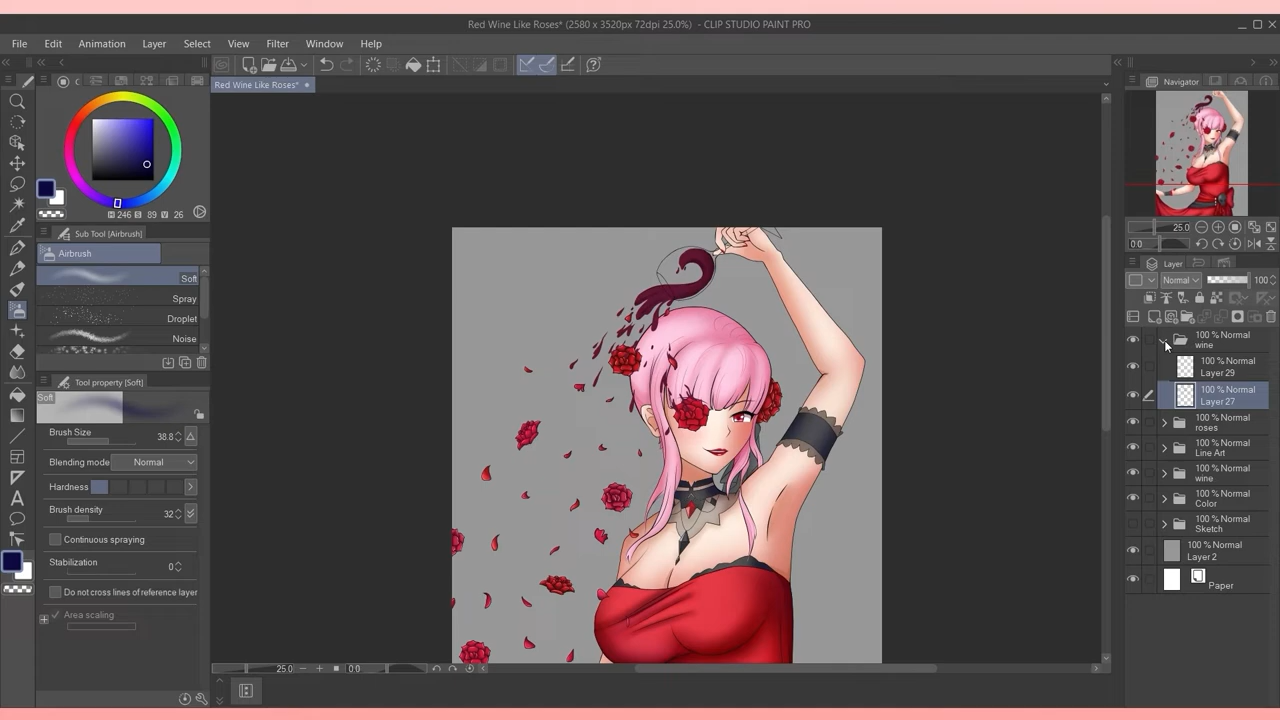 Red Wine Like Roses* (2580 x 3520px 72dpi 25.0%) - CLIP STUDIO PAINT PRO
File Edit Animation Layer Select View Filter Window Help
Red Wine Like Roses*
Navigator
H 246 S 89 V 26
25.0
0.0
Sub Tool [Airbrush]
Airbrush
Soft
Spray
Droplet
Noise
Tool property [Soft]
Soft
Brush Size 38.8
Blending mode Normal
Hardness
Brush density 32
Continuous spraying
Stabilization 0
Do not cross lines of reference layer
Area scaling
Layer
Normal 100
100 % Normal
wine
100 % Normal
Layer 29
100 % Normal
Layer 27
100 % Normal
roses
100 % Normal
Line Art
100 % Normal
wine
100 % Normal
Color
100 % Normal
Sketch
100 % Normal
Layer 2
Paper
25.0 0.0